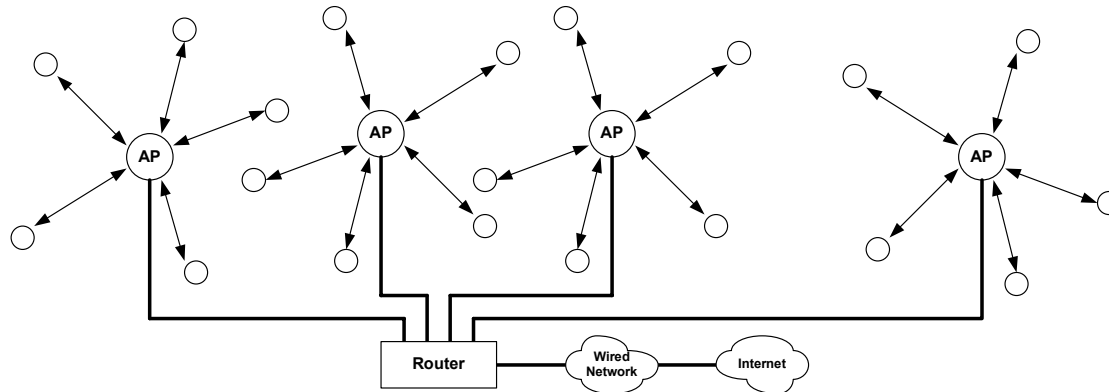 AP
AP
AP
AP
Router
Wired
Network
Internet